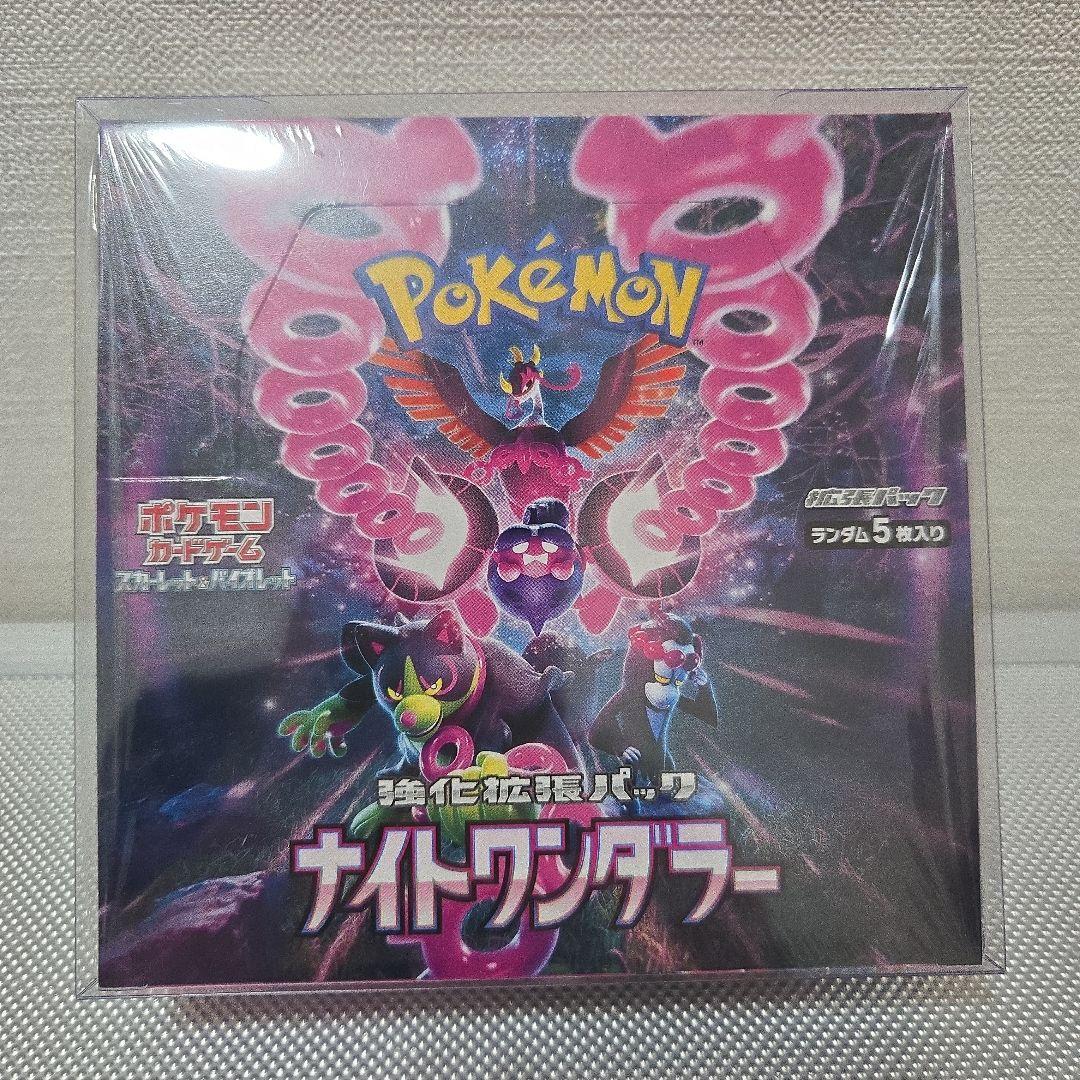 POKéMON
TM
ポケモン
カードゲーム
スカーレット&バイオレット
拡張パック
ランダム5枚入り
強化拡張パック
ナイトワンダラー